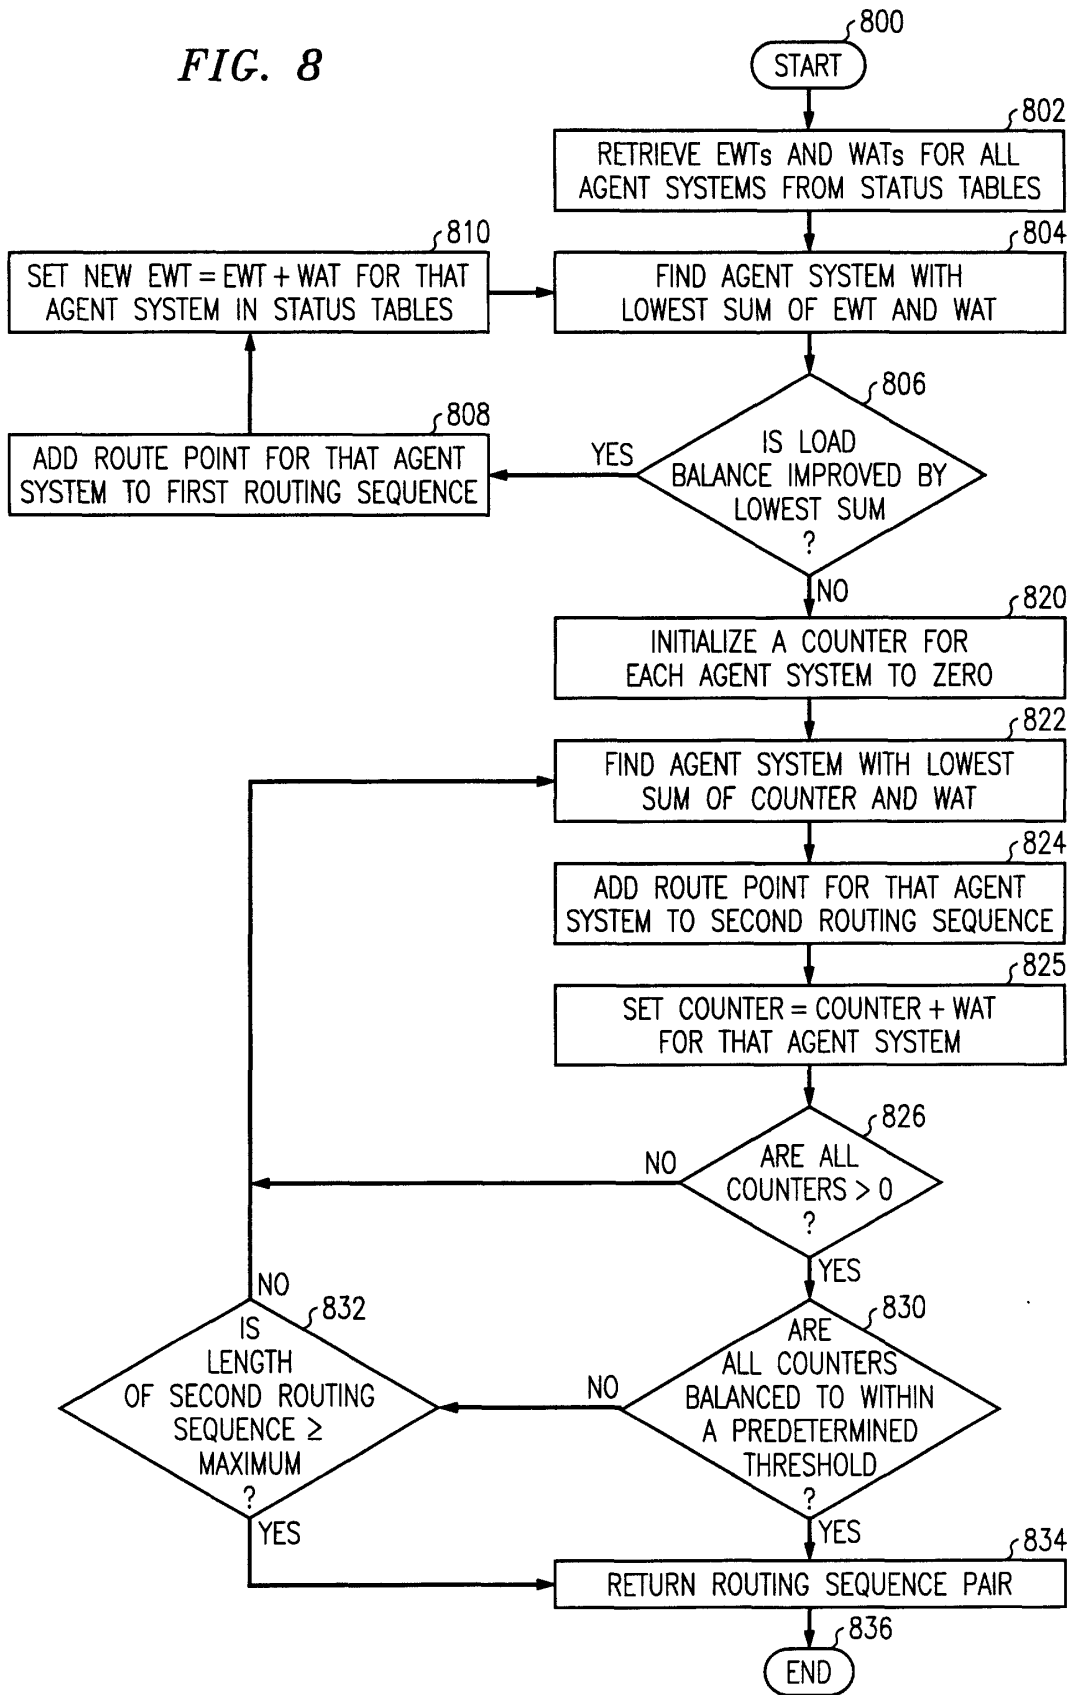 FIG. 8
800
START
802
RETRIEVE EWTs AND WATs FOR ALL
AGENT SYSTEMS FROM STATUS TABLES
810
SET NEW EWT = EWT + WAT FOR THAT
AGENT SYSTEM IN STATUS TABLES
804
FIND AGENT SYSTEM WITH
LOWEST SUM OF EWT AND WAT
806
IS LOAD
BALANCE IMPROVED BY
LOWEST SUM
?
YES
808
ADD ROUTE POINT FOR THAT AGENT
SYSTEM TO FIRST ROUTING SEQUENCE
NO
820
INITIALIZE A COUNTER FOR
EACH AGENT SYSTEM TO ZERO
822
FIND AGENT SYSTEM WITH LOWEST
SUM OF COUNTER AND WAT
824
ADD ROUTE POINT FOR THAT AGENT
SYSTEM TO SECOND ROUTING SEQUENCE
825
SET COUNTER = COUNTER + WAT
FOR THAT AGENT SYSTEM
826
ARE ALL
COUNTERS > 0
?
NO
YES
830
ARE
ALL COUNTERS
BALANCED TO WITHIN
A PREDETERMINED
THRESHOLD
?
NO
832
IS
LENGTH
OF SECOND ROUTING
SEQUENCE ≥
MAXIMUM
?
NO
YES
YES
834
RETURN ROUTING SEQUENCE PAIR
836
END